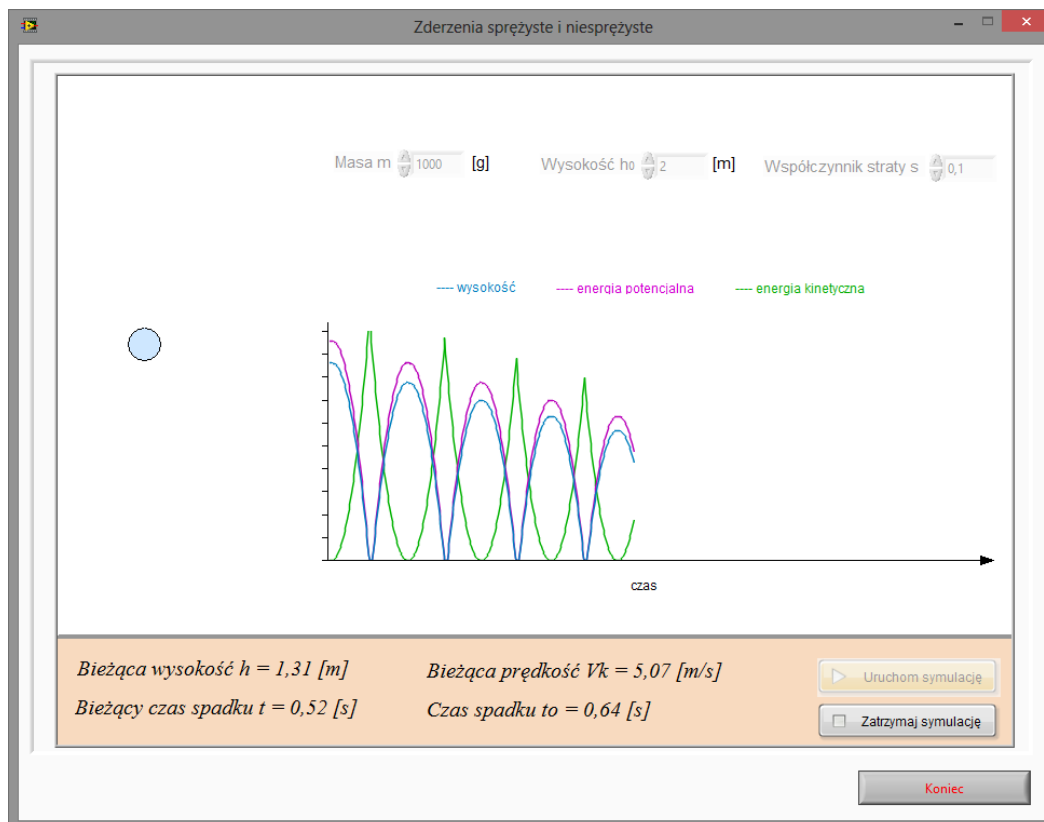 Zderzenia sprężyste i niesprężyste
Masa m 1000 [g] Wysokość h0 2 [m] Współczynnik straty s 0,1
---- wysokość ---- energia potencjalna ---- energia kinetyczna
czas
Bieżąca wysokość h = 1,31 [m] Bieżąca prędkość Vk = 5,07 [m/s]
Uruchom symulację
Bieżący czas spadku t = 0,52 [s] Czas spadku to = 0,64 [s]
Zatrzymaj symulację
Koniec